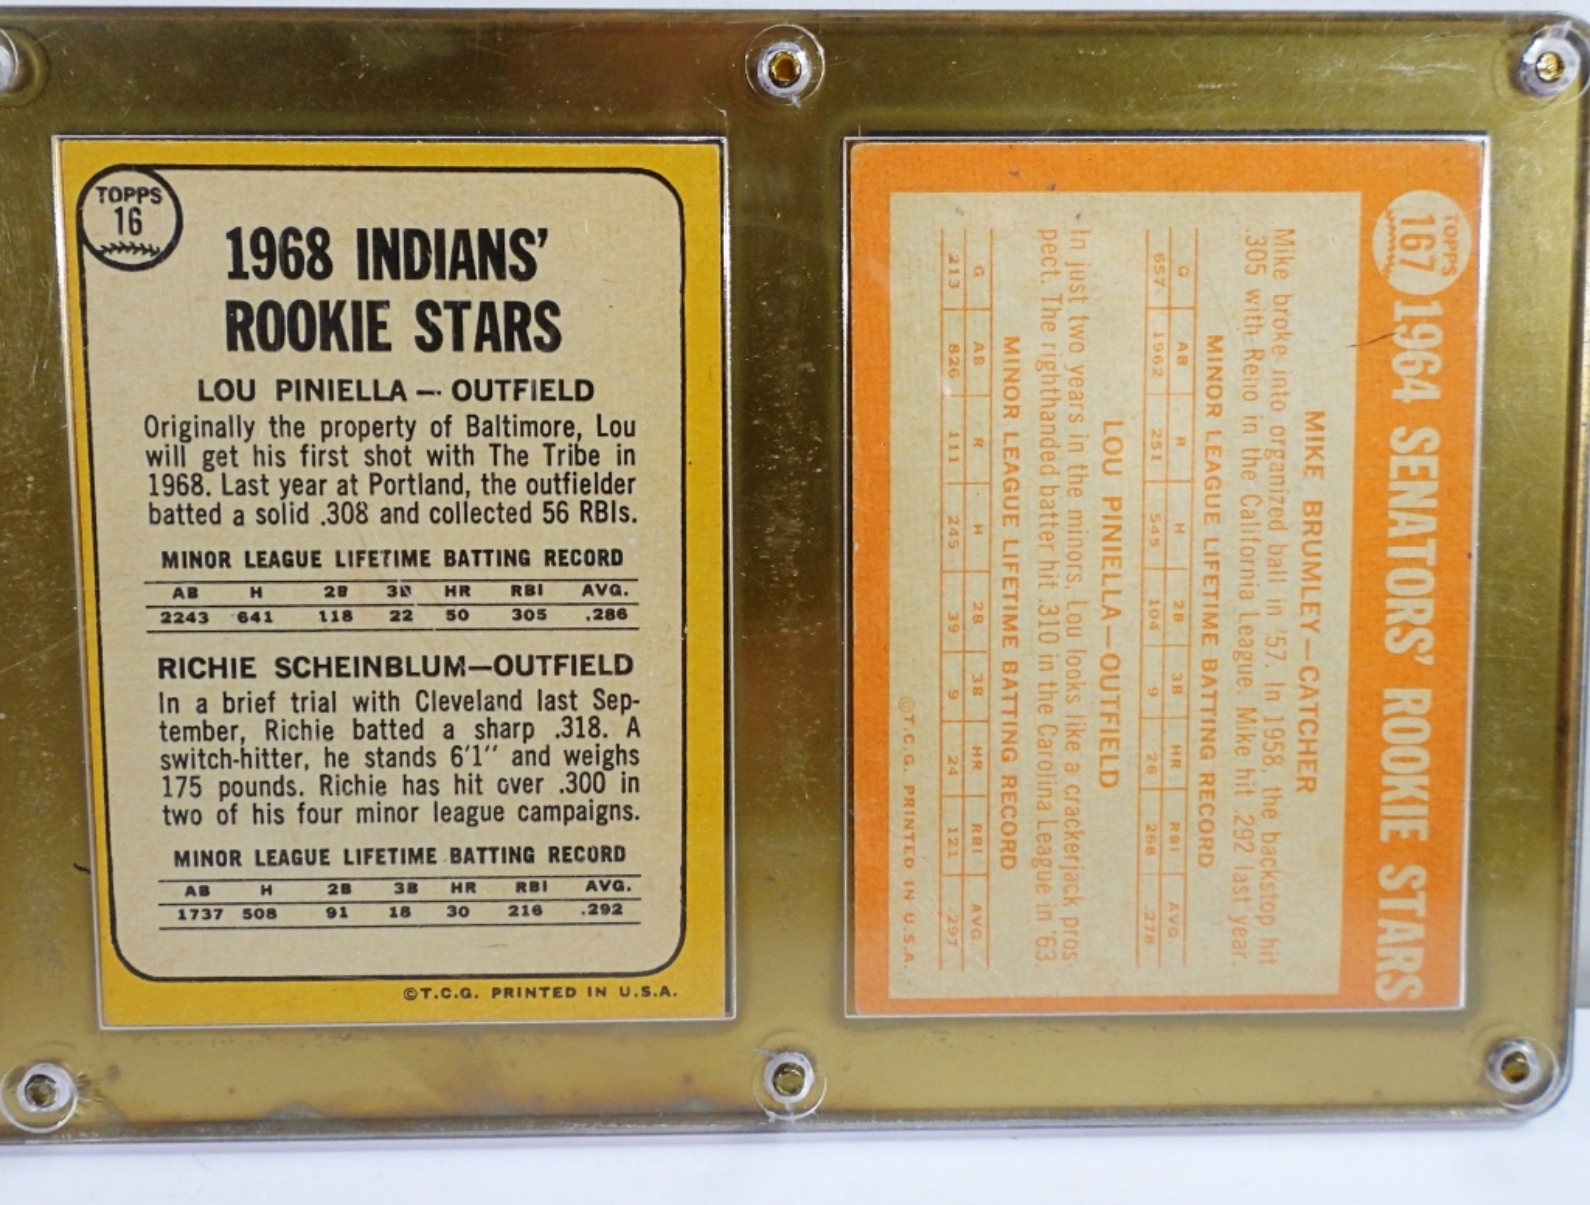 TOPPS
16
1968 INDIANS'
ROOKIE STARS
LOU PINIELLA — OUTFIELD
Originally the property of Baltimore, Lou
will get his first shot with The Tribe in
1968. Last year at Portland, the outfielder
batted a solid .308 and collected 56 RBIs.
MINOR LEAGUE LIFETIME BATTING RECORD
AB H 2B 3B HR RBI AVG.
2243 641 118 22 50 305 .286
RICHIE SCHEINBLUM—OUTFIELD
In a brief trial with Cleveland last Sep-
tember, Richie batted a sharp .318. A
switch-hitter, he stands 6'1" and weighs
175 pounds. Richie has hit over .300 in
two of his four minor league campaigns.
MINOR LEAGUE LIFETIME BATTING RECORD
AB H 2B 3B HR RBI AVG.
1737 508 91 18 30 216 .292
©T.C.G. PRINTED IN U.S.A.
TOPPS
167
1964 SENATORS' ROOKIE STARS
MIKE BRUMLEY—CATCHER
Mike broke into organized ball in '57. In 1958, the backstop hit
.305 with Reno in the California League. Mike hit .292 last year.
MINOR LEAGUE LIFETIME BATTING RECORD
G AB R H 2B 3B HR RBI AVG.
657 1962 251 545 104 9 26 268 .278
LOU PINIELLA—OUTFIELD
In just two years in the minors, Lou looks like a crackerjack pros-
pect. The righthanded batter hit .310 in the Carolina League in '63.
MINOR LEAGUE LIFETIME BATTING RECORD
G AB R H 2B 3B HR RBI AVG.
213 826 111 245 39 9 24 121 .297
©T.C.G. PRINTED IN U.S.A.